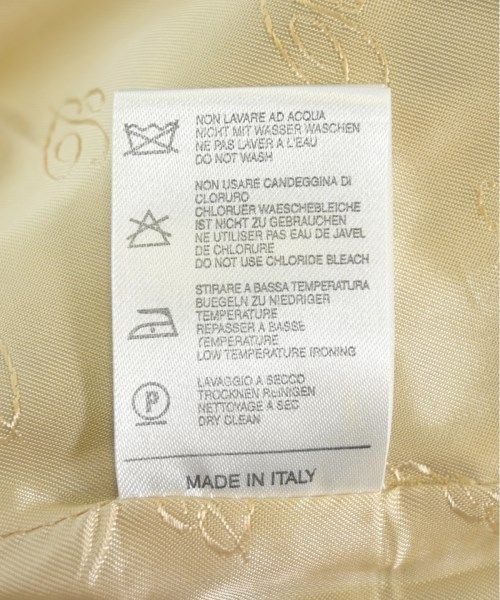 NON LAVARE AD ACQUA
NICHT MIT WASSER WASCHEN
NE PAS LAVER A L'EAU
DO NOT WASH
NON USARE CANDEGGINA DI
CLORURO
CHLORUER WAESCHEBLEICHE
IST NICHT ZU GEBRAUCHEN
NE UTILISER PAS EAU DE JAVEL
DE CHLORURE
DO NOT USE CHLORIDE BLEACH
STIRARE A BASSA TEMPERATURA
BUEGELN ZU NIEDRIGER
TEMPERATURE
REPASSER A BASSE
TEMPERATURE
LOW TEMPERATURE IRONING
P
LAVAGGIO A SECCO
TROCKNEN REINIGEN
NETTOYAGE A SEC
DRY CLEAN
MADE IN ITALY